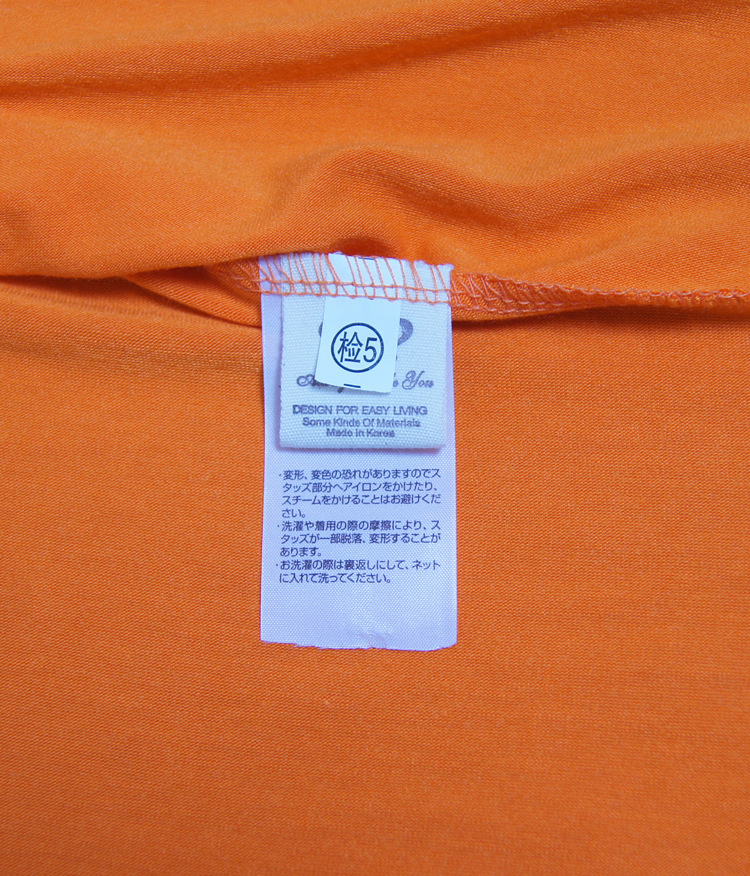 检5
You
DESIGN FOR EASY LIVING
Some Kinds Of Materials
Made in Korea
・変形、変色の恐れがありますのでス
タッズ部分へアイロンをかけたり、
スチームをかけることはお避けくだ
さい。
・洗濯や着用の際の摩擦により、ス
タッズが一部脱落、変形することが
あります。
・お洗濯の際は裏返しにして、ネット
に入れて洗ってください。